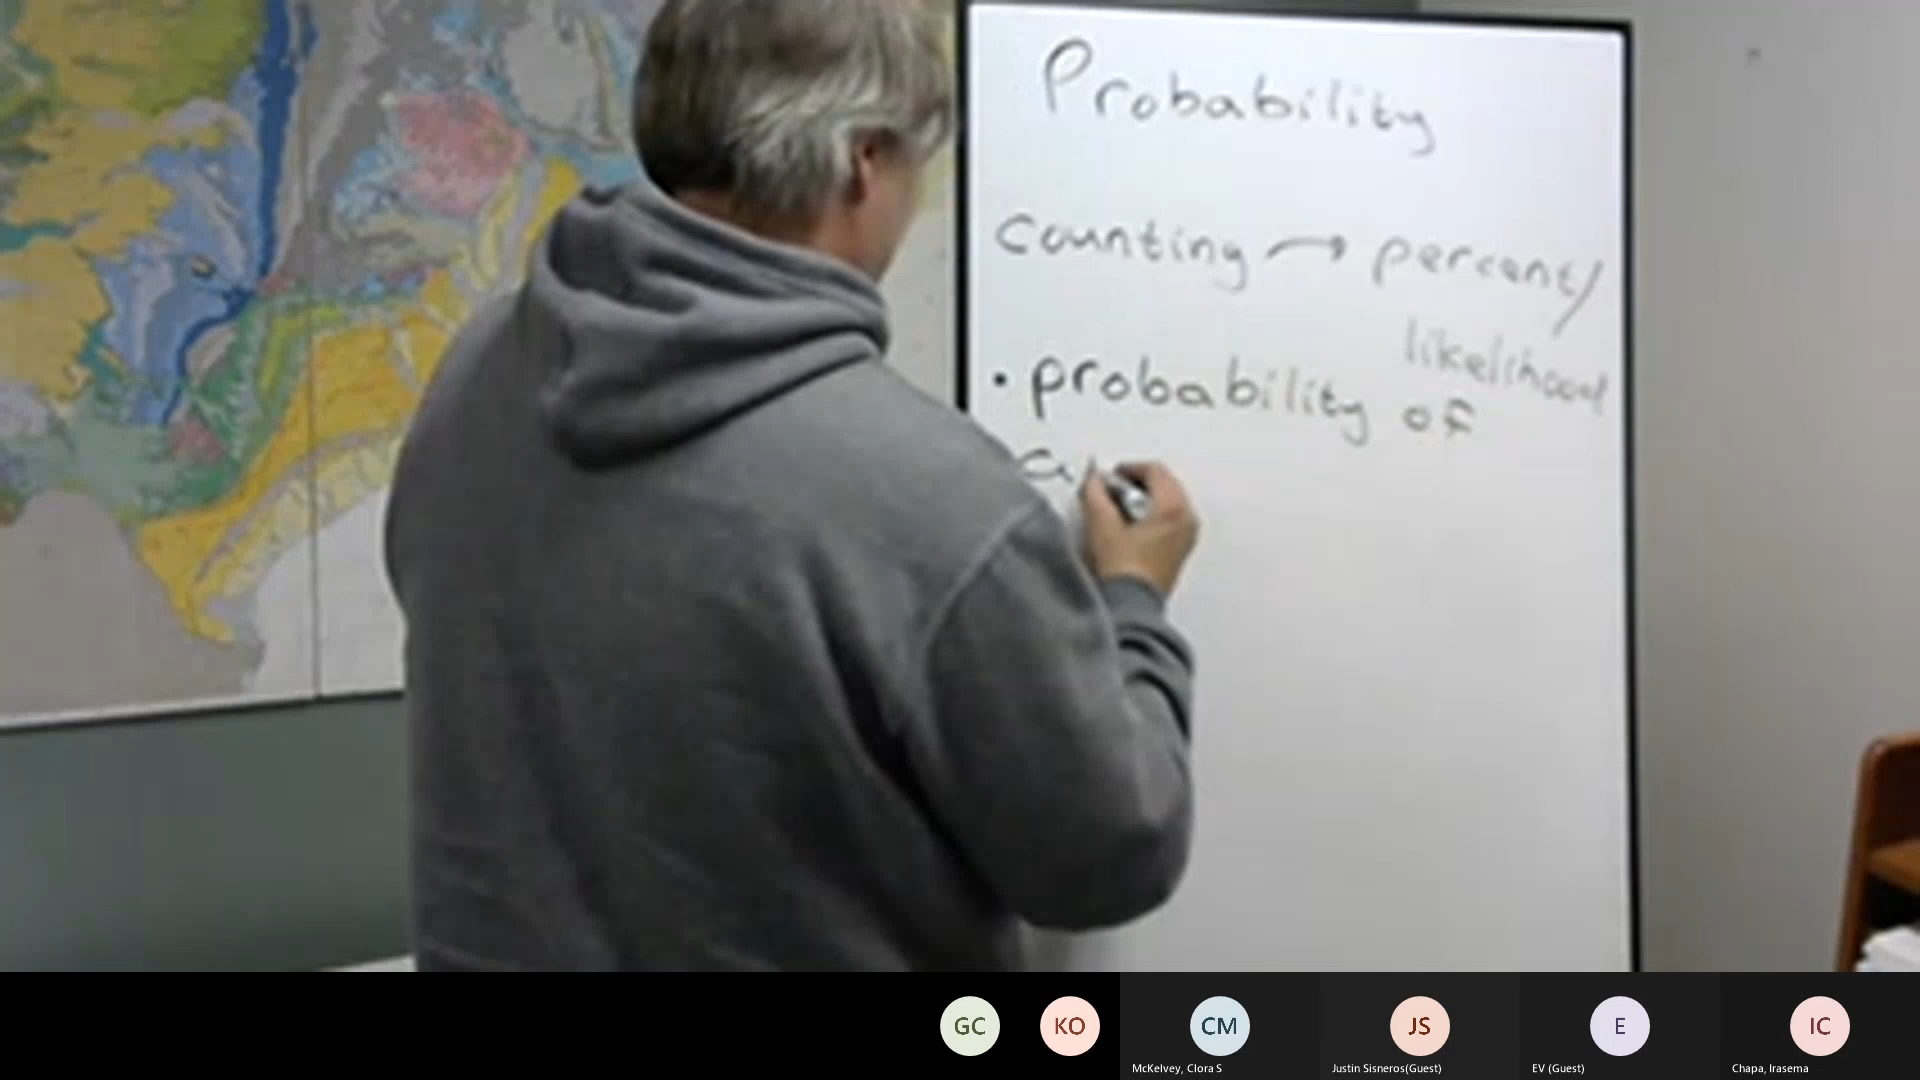 Probability
counting → percent/
likelihood
• probability of
a
GC
KO
CM
JS
E
IC
McKelvey, Clora S
Justin Sisneros(Guest)
EV (Guest)
Chapa, Irasema